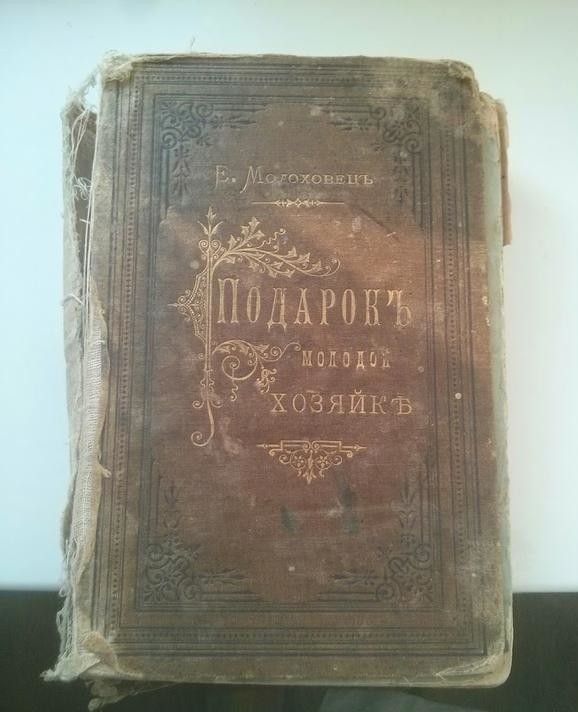 Е. Молоховецъ
Подарокъ
молодой
хозяйкѣ